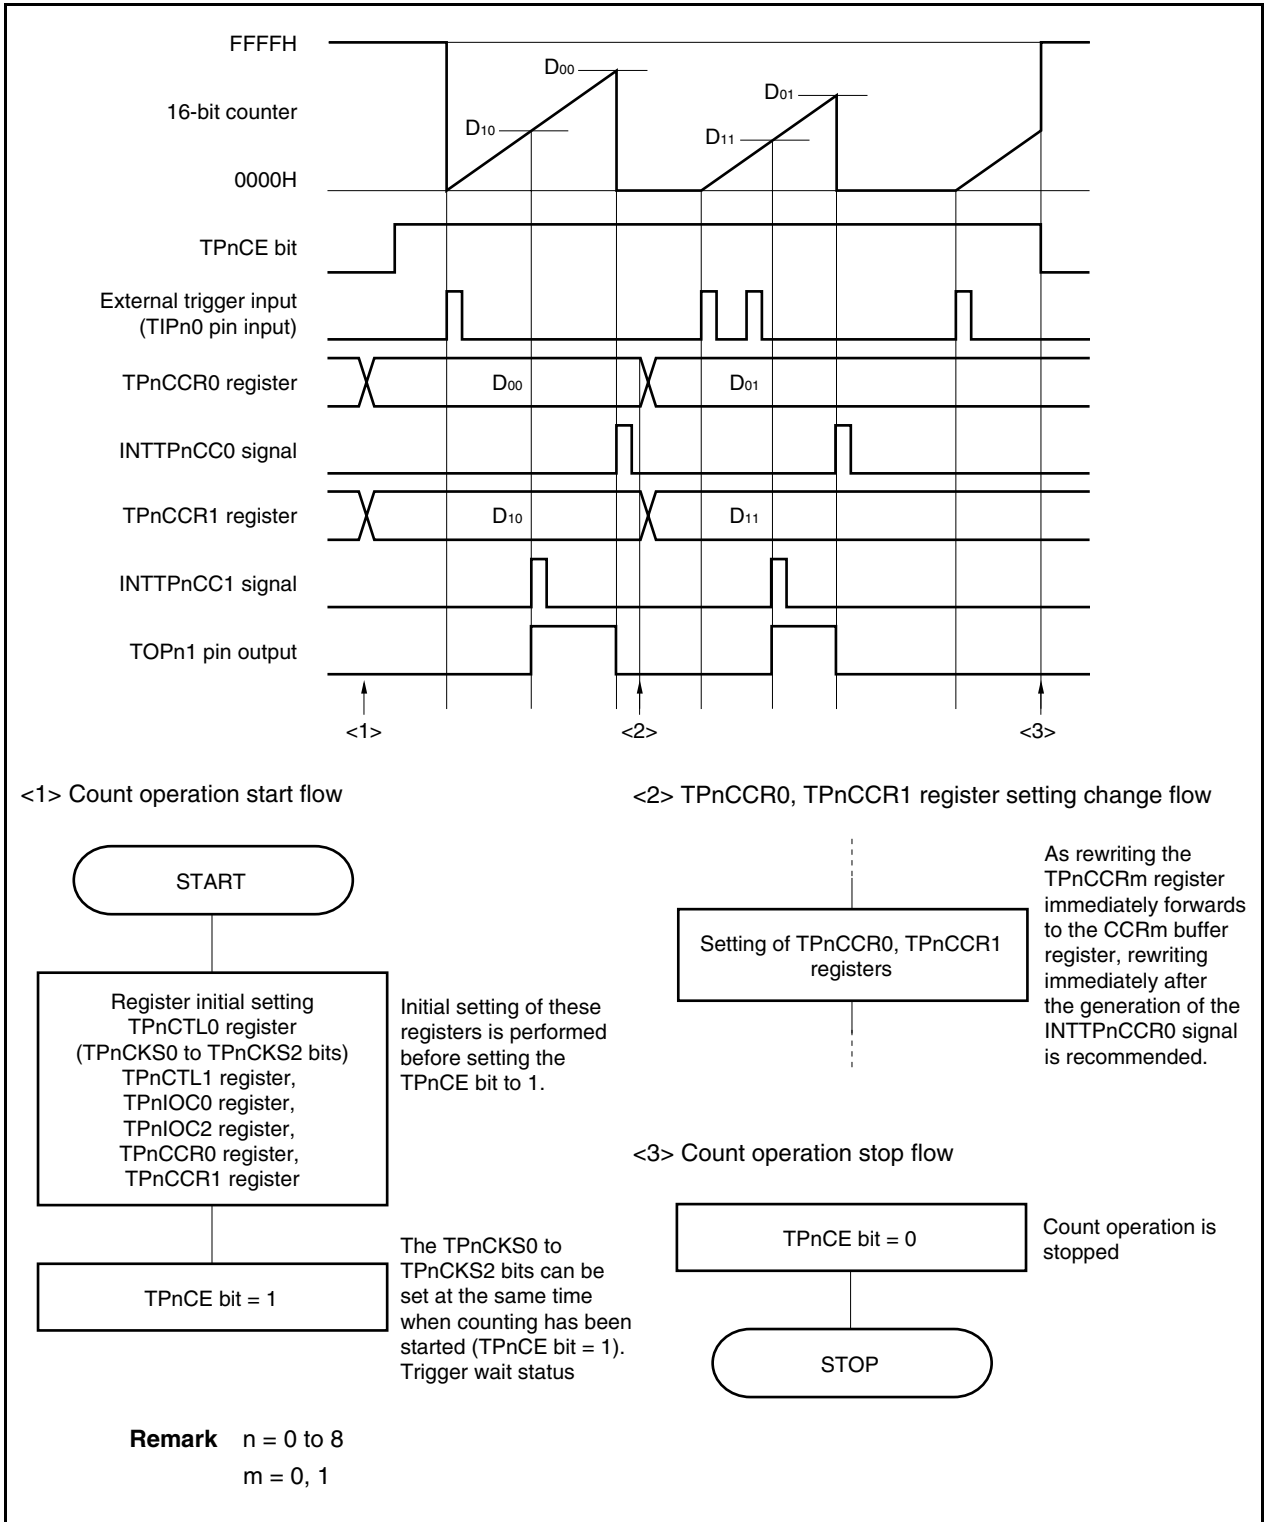 FFFFH
D00
D01
16-bit counter
D10
D11
0000H
TPnCE bit
External trigger input
(TIPn0 pin input)
TPnCCR0 register
D00
D01
INTTPnCC0 signal
TPnCCR1 register
D10
D11
INTTPnCC1 signal
TOPn1 pin output
<1>
<2>
<3>
<1> Count operation start flow
START
Register initial setting
TPnCTL0 register
(TPnCKS0 to TPnCKS2 bits)
TPnCTL1 register,
TPnIOC0 register,
TPnIOC2 register,
TPnCCR0 register,
TPnCCR1 register
Initial setting of these
registers is performed
before setting the
TPnCE bit to 1.
TPnCE bit = 1
The TPnCKS0 to
TPnCKS2 bits can be
set at the same time
when counting has been
started (TPnCE bit = 1).
Trigger wait status
<2> TPnCCR0, TPnCCR1 register setting change flow
Setting of TPnCCR0, TPnCCR1
registers
As rewriting the
TPnCCRm register
immediately forwards
to the CCRm buffer
register, rewriting
immediately after
the generation of the
INTTPnCCR0 signal
is recommended.
<3> Count operation stop flow
TPnCE bit = 0
Count operation is
stopped
STOP
Remark n = 0 to 8
m = 0, 1